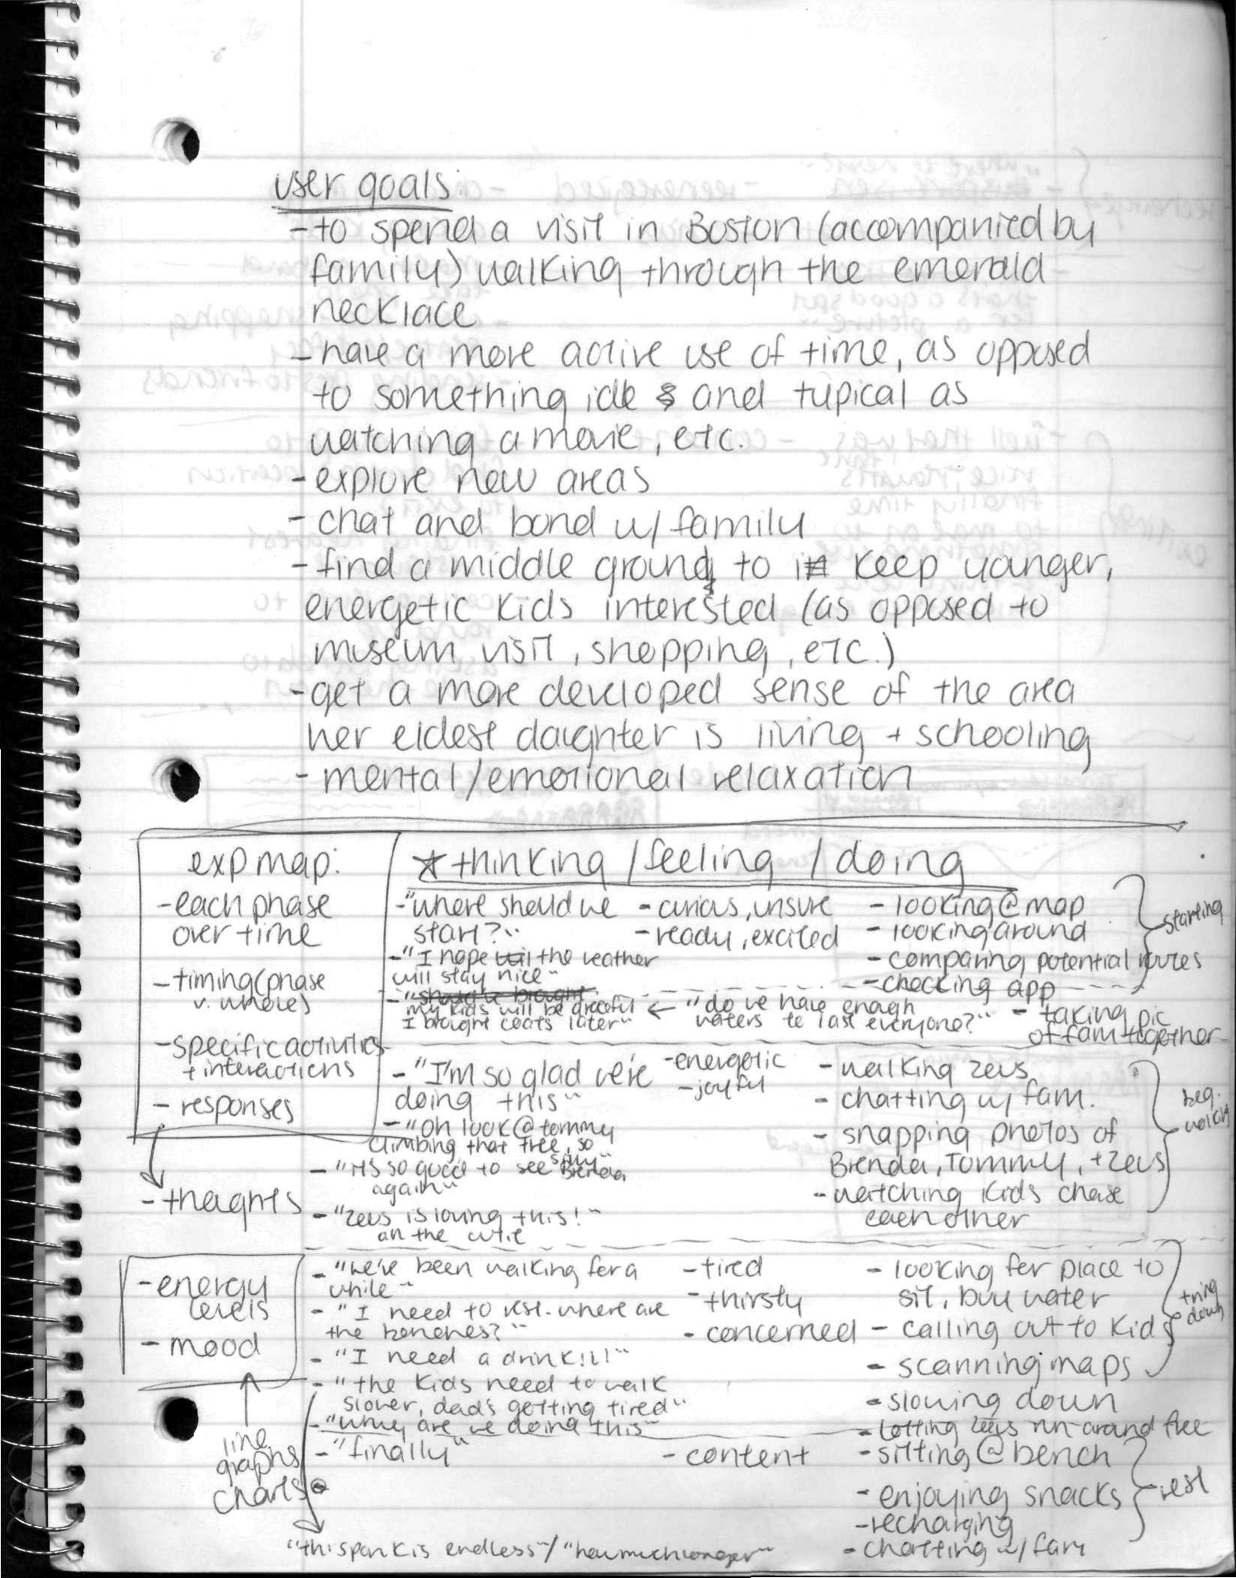 user goals:
- to spend a visit in Boston (accompanied by
family) walking through the emerald
necklace
- have a more active use of time, as opposed
to something idle & and typical as
watching a movie, etc.
- explore new areas
- chat and bond w/ family
- find a middle ground to keep yonger,
energetic kids interested (as opposed to
museum visit, shopping, etc.)
- get a more developed sense of the area
her eldest daughter is living + schooling
- mental/emotional relaxation
exp map:
- each phase
over time
- timing (phase
v. whole)
- specific activities
+ interactions
- responses
- thoughts
- energy
levels
- mood
line
graphs
charts
★ thinking / feeling / doing
- "where should we
start?"
- "I hope the weather
will stay nice"
- "should've brought
my kids will be grateful
I brought coats later"
← "do we have enough
waters to last everyone?"
- curious, unsure
- ready, excited
- looking @ map
- looking around
- comparing potential routes
- checking app
- taking pic
of fam together
starting
- "I'm so glad we're
doing this"
- "oh look @ tommy
climbing that tree, so
silly"
- "it's so good to see Brenda
again"
- "Zeus is loving this!"
ah the cutie
- energetic
- joyful
- walking zeus
- chatting w/ fam.
- snapping photos of
Brenda, Tommy, + Zeus
- watching kids chase
each other
beg.
walking
- "we've been walking for a
while"
- "I need to rest. where are
the benches?"
- "I need a drink!!!"
- "the kids need to walk
slower, dad's getting tired"
- "why are we doing this"
"this park is endless" / "how much longer"
- tired
- thirsty
- concerned
- looking for place to
sit, buy water
- calling out to kids
- scanning maps
- slowing down
- letting zeus run around free
tiring
down
- "finally"
- content
- sitting @ bench
- enjoying snacks
- recharging
- chatting w/ fam
rest